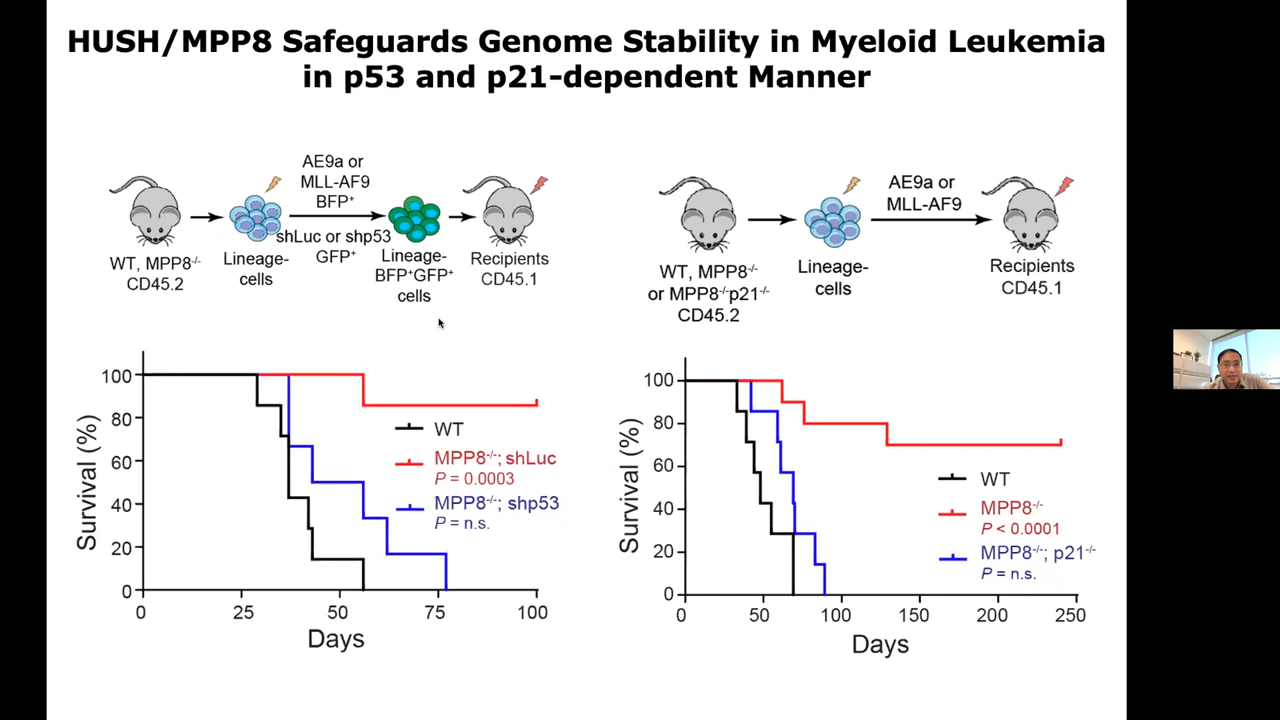 HUSH/MPP8 Safeguards Genome Stability in Myeloid Leukemia
in p53 and p21-dependent Manner
AE9a or
MLL-AF9
BFP⁺
shLuc or shp53
GFP⁺
WT, MPP8⁻/⁻
CD45.2
Lineage-
cells
Lineage-
BFP⁺GFP⁺
cells
Recipients
CD45.1
AE9a or
MLL-AF9
WT, MPP8⁻/⁻
or MPP8⁻/⁻p21⁻/⁻
CD45.2
Lineage-
cells
Recipients
CD45.1
Survival (%)
100
80
60
40
20
0
0
25
50
75
100
Days
WT
MPP8⁻/⁻; shLuc
P = 0.0003
MPP8⁻/⁻; shp53
P = n.s.
Survival (%)
100
80
60
40
20
0
0
50
100
150
200
250
Days
WT
MPP8⁻/⁻
P < 0.0001
MPP8⁻/⁻; p21⁻/⁻
P = n.s.